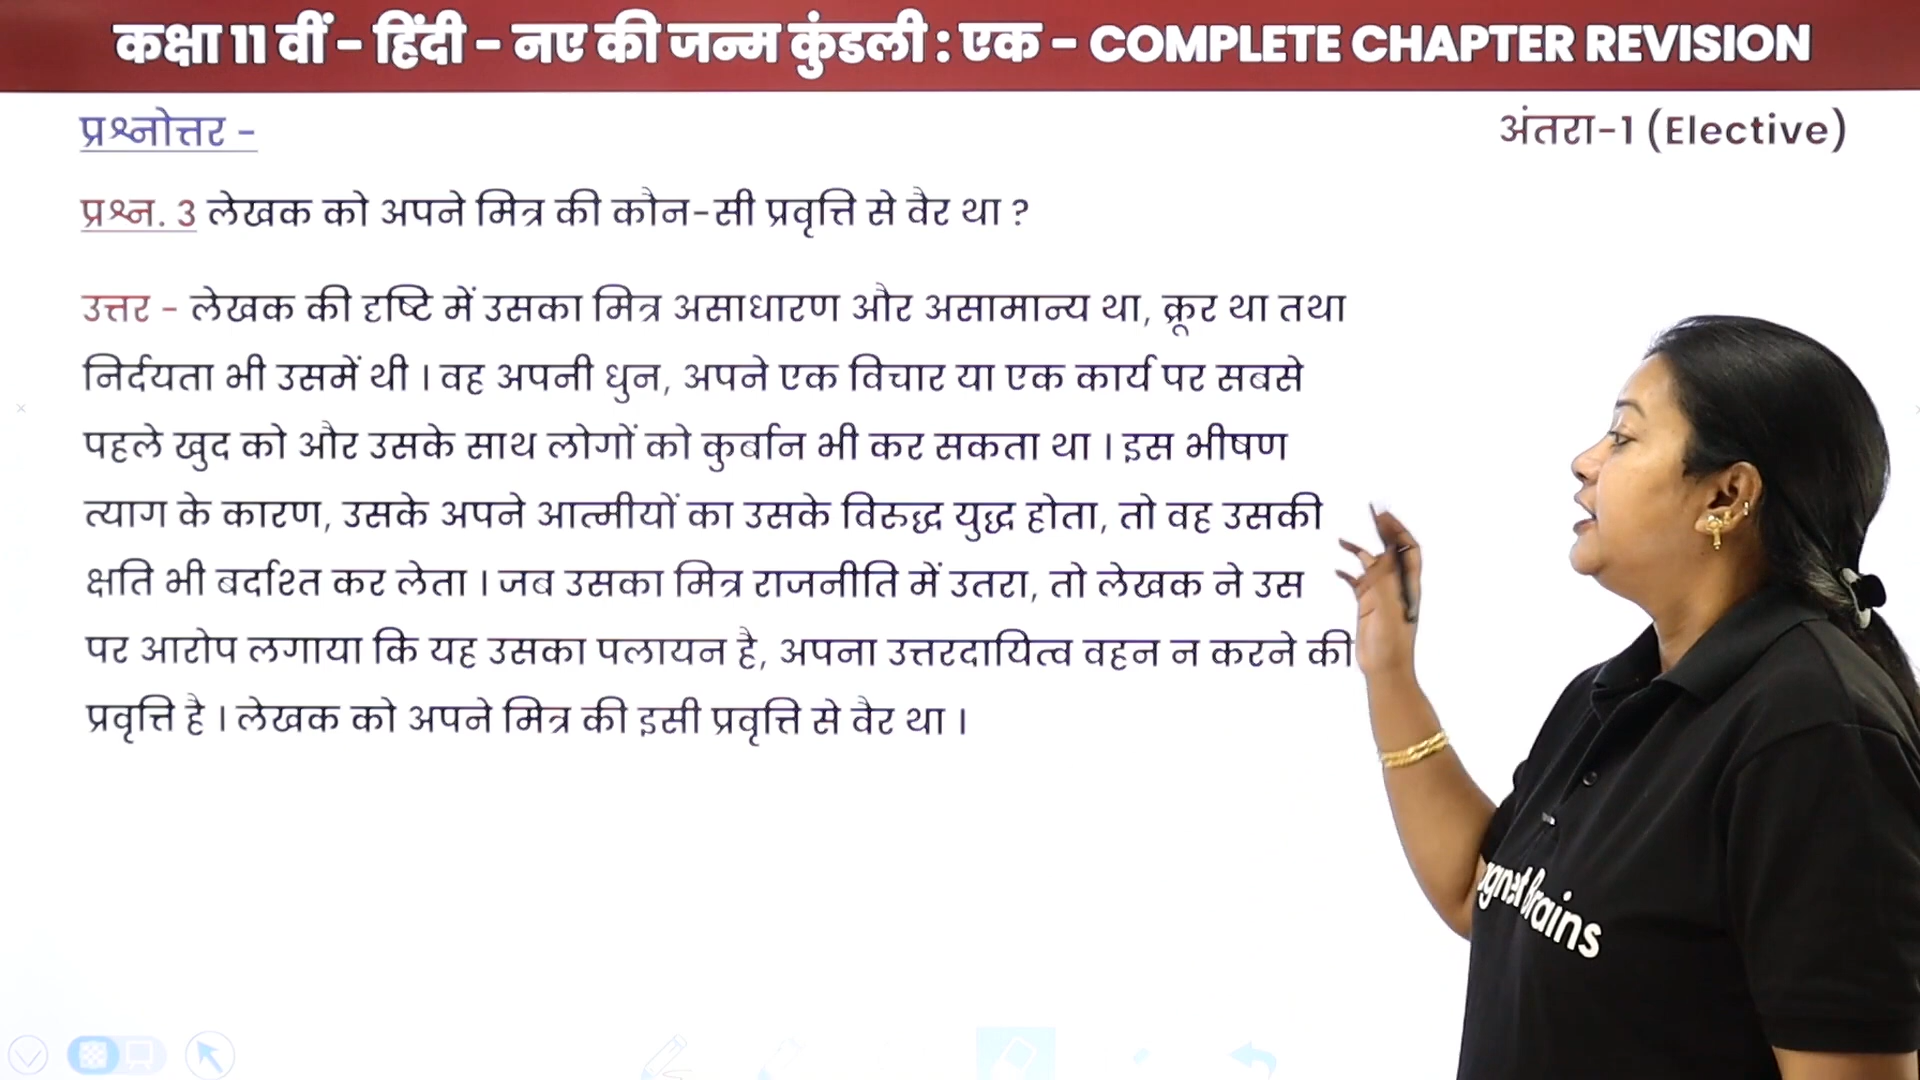 कक्षा 11 वीं - हिंदी - नए की जन्म कुंडली : एक - COMPLETE CHAPTER REVISION
प्रश्नोत्तर -
अंतरा-1 (Elective)
प्रश्न. 3 लेखक को अपने मित्र की कौन-सी प्रवृत्ति से वैर था ?
उत्तर - लेखक की दृष्टि में उसका मित्र असाधारण और असामान्य था, क्रूर था तथा
निर्दयता भी उसमें थी । वह अपनी धुन, अपने एक विचार या एक कार्य पर सबसे
पहले खुद को और उसके साथ लोगों को कुर्बान भी कर सकता था । इस भीषण
त्याग के कारण, उसके अपने आत्मीयों का उसके विरुद्ध युद्ध होता, तो वह उसकी
क्षति भी बर्दाश्त कर लेता । जब उसका मित्र राजनीति में उतरा, तो लेखक ने उस
पर आरोप लगाया कि यह उसका पलायन है, अपना उत्तरदायित्व वहन न करने की
प्रवृत्ति है । लेखक को अपने मित्र की इसी प्रवृत्ति से वैर था ।